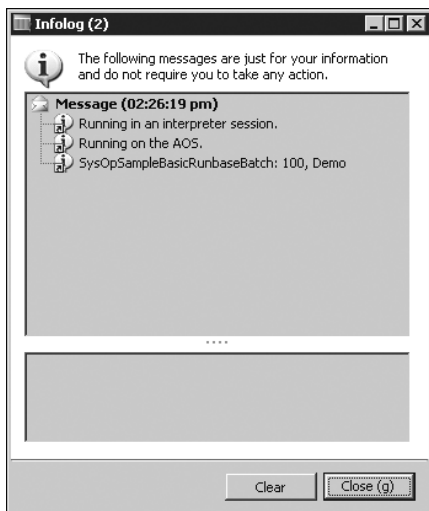 Infolog (2)
The following messages are just for your information
and do not require you to take any action.
Message (02:26:19 pm)
Running in an interpreter session.
Running on the AOS.
SysOpSampleBasicRunbaseBatch: 100, Demo
Clear
Close (g)